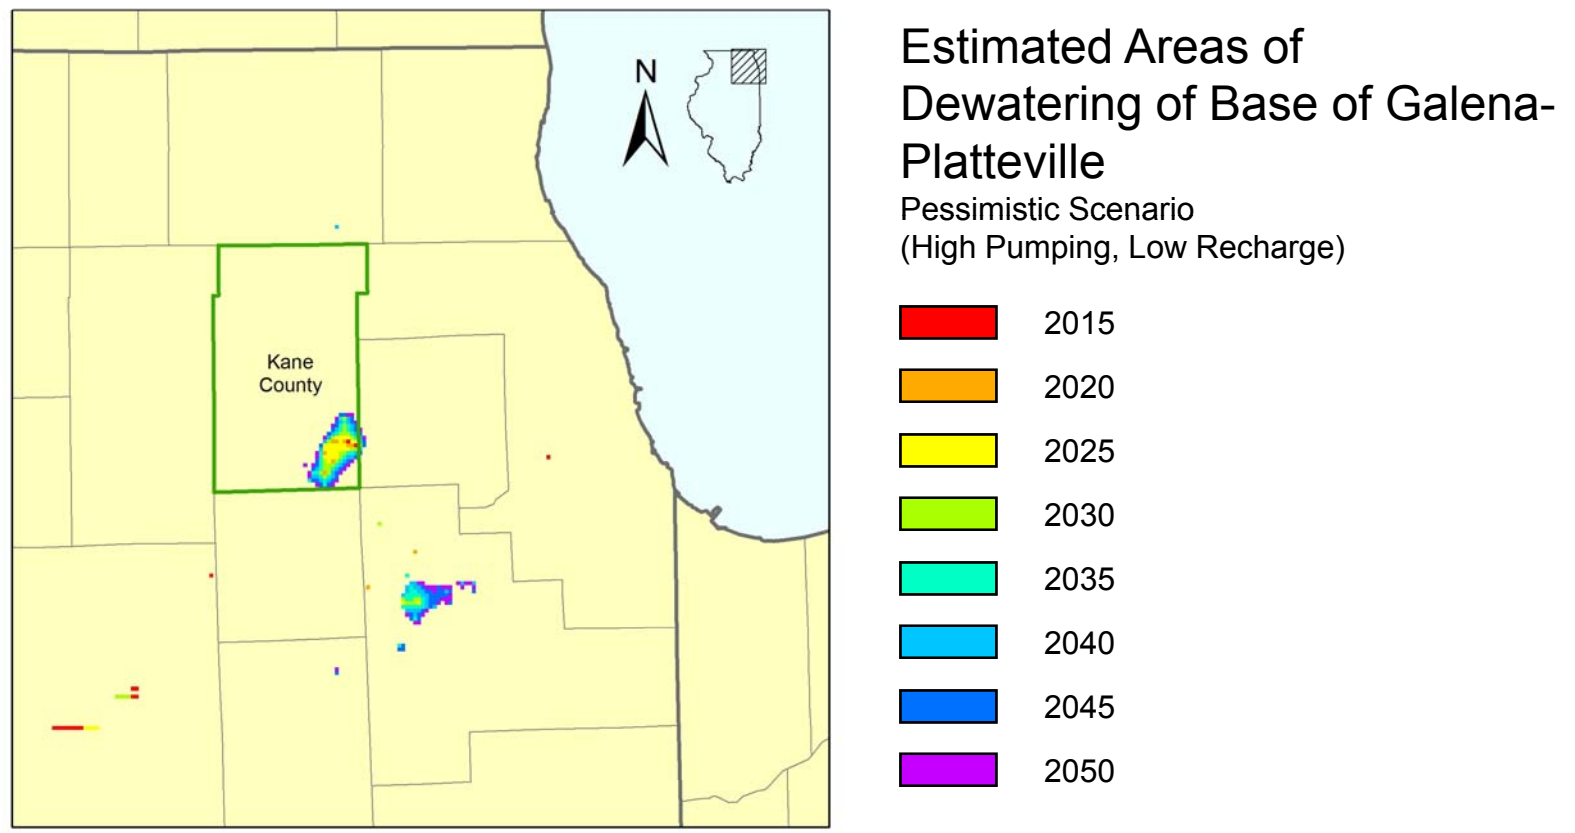 Estimated Areas of
Dewatering of Base of Galena-
Platteville
Pessimistic Scenario
(High Pumping, Low Recharge)
N
Kane
County
2015
2020
2025
2030
2035
2040
2045
2050